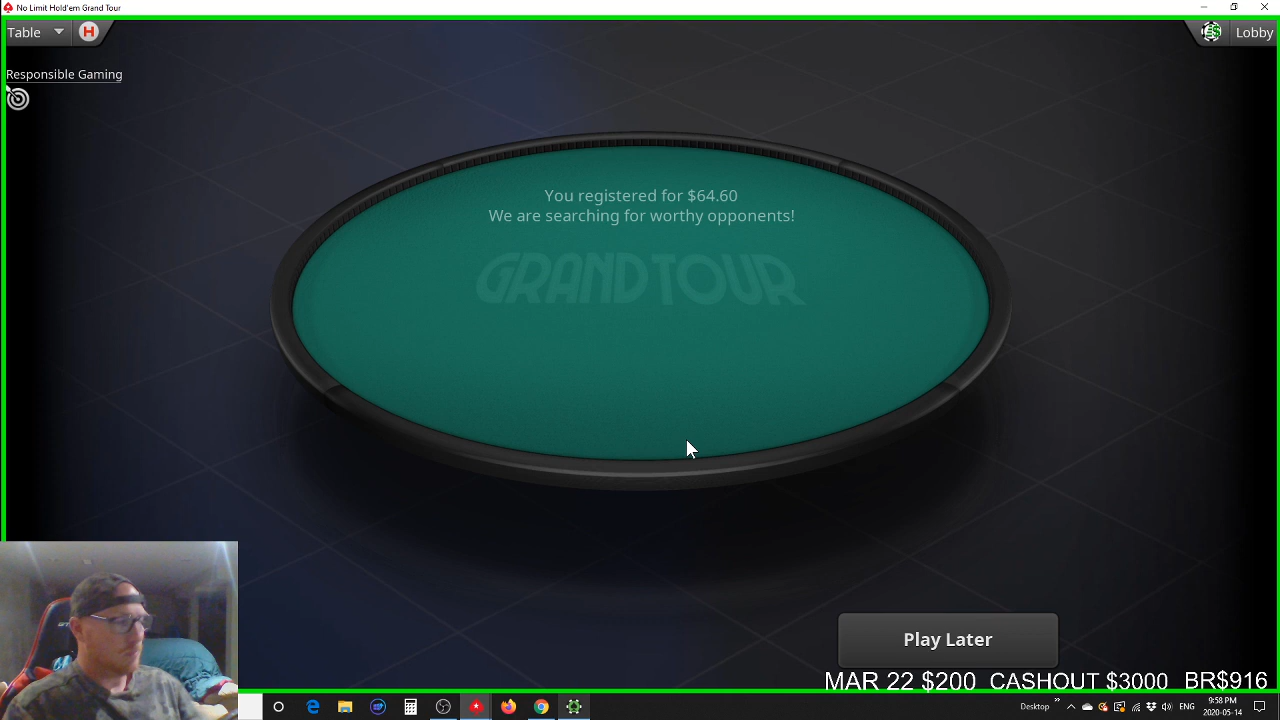 No Limit Hold'em Grand Tour
Table
H
Lobby
Responsible Gaming
You registered for $64.60
We are searching for worthy opponents!
GRAND TOUR
Play Later
MAR 22 $200 CASHOUT $3000 BR$916
Desktop
ENG
9:58 PM
2020-05-14